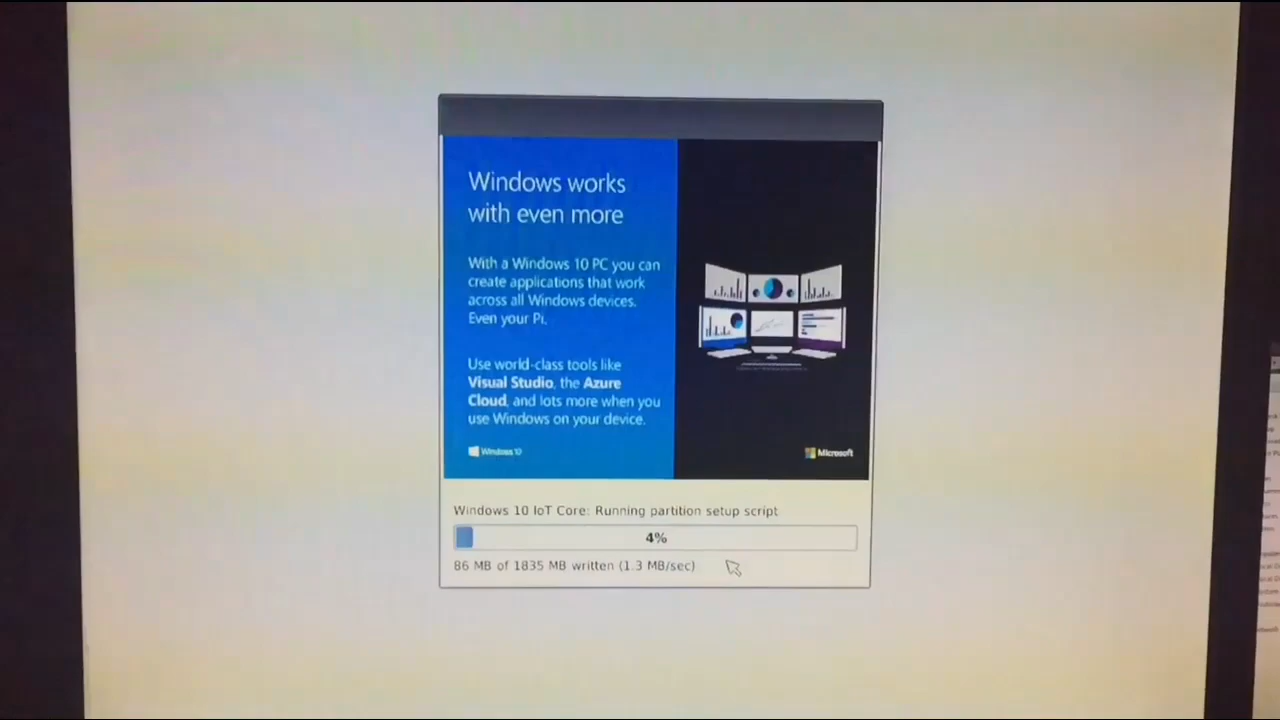 Windows works
with even more
With a Windows 10 PC you can
create applications that work
across all Windows devices.
Even your Pi.
Use world-class tools like
Visual Studio, the Azure
Cloud, and lots more when you
use Windows on your device.
Windows 10
Microsoft
Windows 10 IoT Core: Running partition setup script
4%
86 MB of 1835 MB written (1.3 MB/sec)